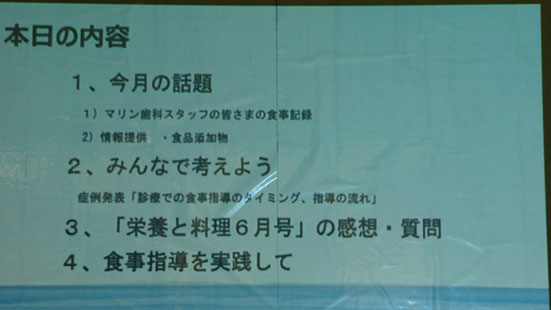 本日の内容
1、今月の話題
1）マリン歯科スタッフの皆さまの食事記録
2）情報提供　・食品添加物
2、みんなで考えよう
症例発表「診療での食事指導のタイミング、指導の流れ」
3、「栄養と料理６月号」の感想・質問
4、食事指導を実践して